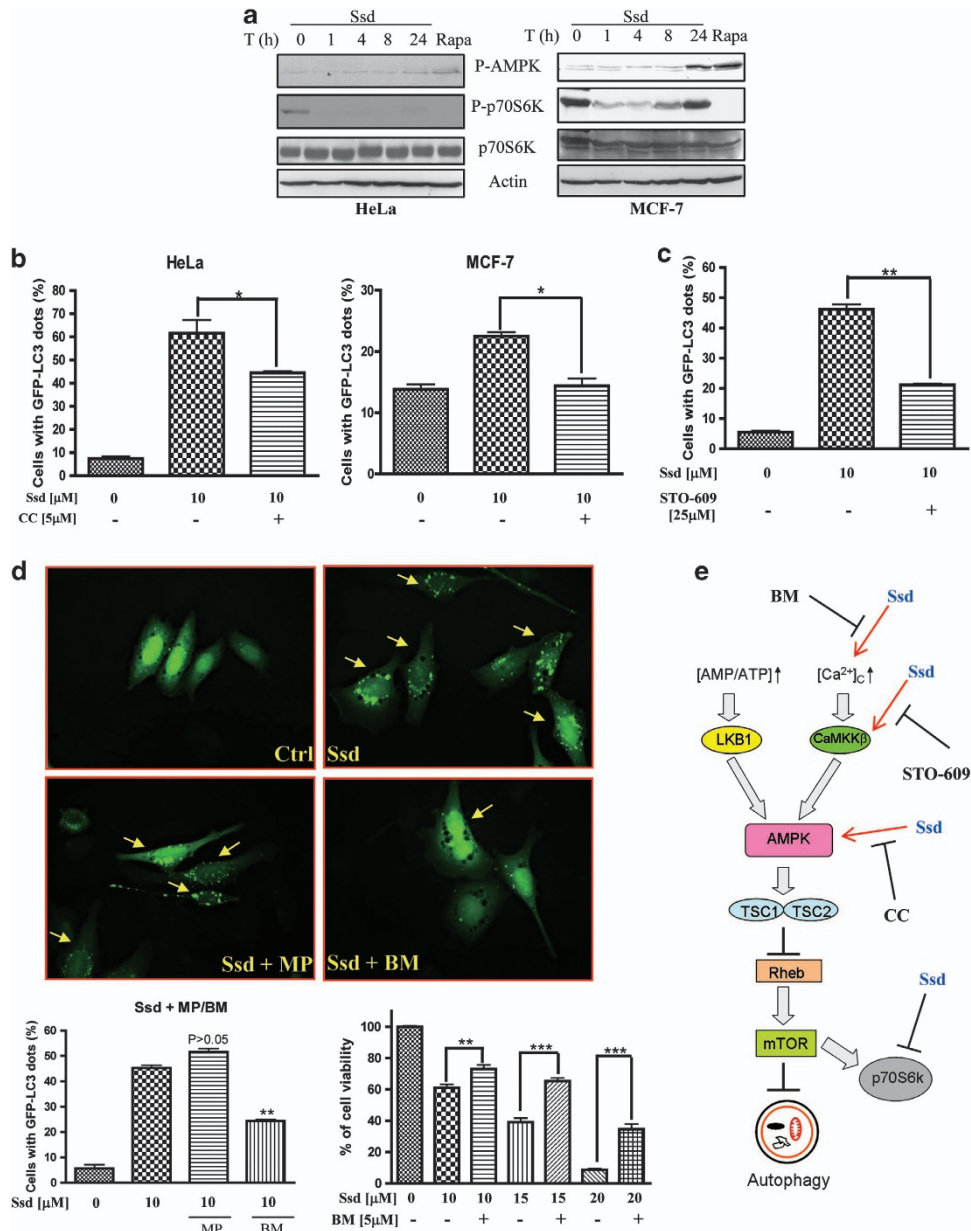 a
Ssd Ssd
T (h) 0 1 4 8 24 Rapa T (h) 0 1 4 8 24 Rapa
P-AMPK
P-p70S6K
p70S6K
Actin
HeLa MCF-7
b
HeLa
Cells with GFP-LC3 dots (%)
80
70
60
50
40
30
20
10
0
*
Ssd [µM] 0 10 10
CC [5µM] - - +
MCF-7
Cells with GFP-LC3 dots (%)
30
20
10
0
*
0 10 10
- - +
c
Cells with GFP-LC3 dots (%)
60
50
40
30
20
10
0
**
Ssd [µM] 0 10 10
STO-609 - - +
[25µM]
d
Ctrl
Ssd
Ssd + MP
Ssd + BM
Ssd + MP/BM
Cells with GFP-LC3 dots (%)
60
50
40
30
20
10
0
P>0.05
**
Ssd [µM] 0 10 10 10
MP BM
% of cell viability
100
80
60
40
20
0
** *** ***
Ssd [µM] 0 10 10 15 15 20 20
BM [5µM] - - + - + - +
e
BM Ssd
[AMP/ATP]↑ [Ca2+]C↑ Ssd
LKB1 CaMKKβ
STO-609
AMPK Ssd
CC
TSC1 TSC2
Rheb
Ssd
mTOR
p70S6k
Autophagy